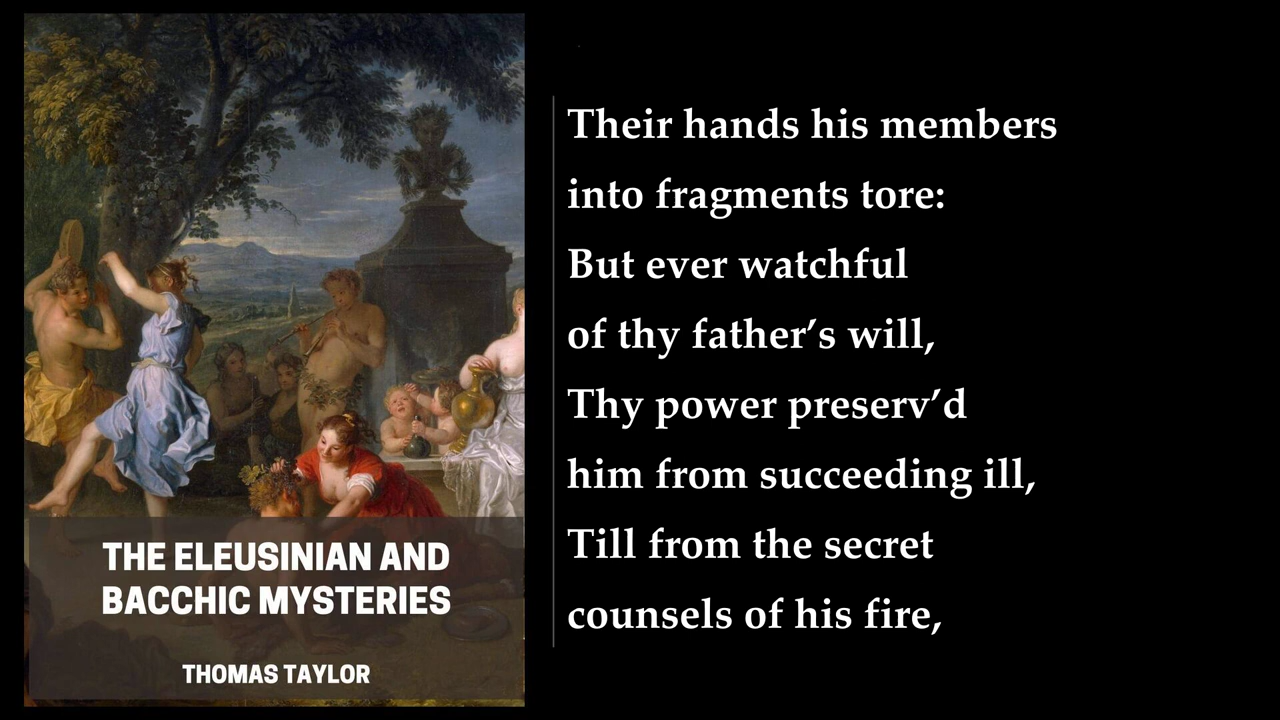 THE ELEUSINIAN AND
BACCHIC MYSTERIES
THOMAS TAYLOR
Their hands his members
into fragments tore:
But ever watchful
of thy father’s will,
Thy power preserv’d
him from succeeding ill,
Till from the secret
counsels of his fire,